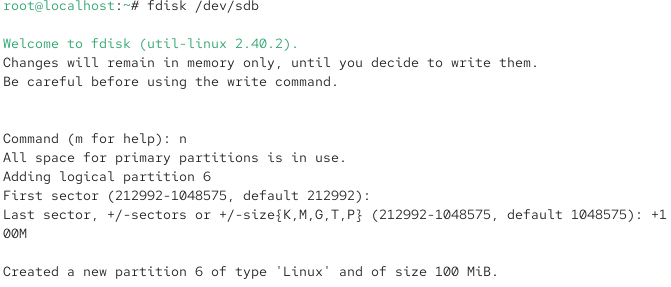 root@localhost:~# fdisk /dev/sdb
Welcome to fdisk (util-linux 2.40.2).
Changes will remain in memory only, until you decide to write them.
Be careful before using the write command.
Command (m for help): n
All space for primary partitions is in use.
Adding logical partition 6
First sector (212992-1048575, default 212992):
Last sector, +/-sectors or +/-size{K,M,G,T,P} (212992-1048575, default 1048575): +1
00M
Created a new partition 6 of type 'Linux' and of size 100 MiB.